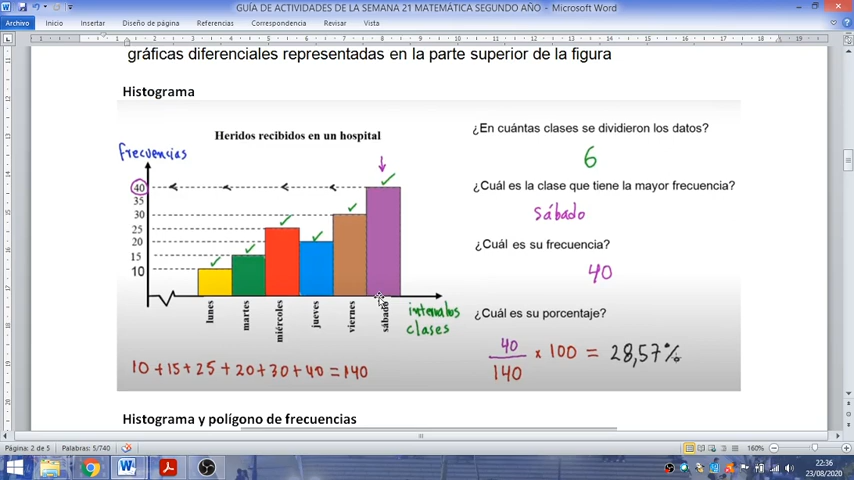 GUÍA DE ACTIVIDADES DE LA SEMANA 21 MATEMÁTICA SEGUNDO AÑO - Microsoft Word
Archivo Inicio Insertar Diseño de página Referencias Correspondencia Revisar Vista
gráficas diferenciales representadas en la parte superior de la figura
Histograma
Heridos recibidos en un hospital
frecuencias
40
35
30
25
20
15
10
lunes
martes
miércoles
jueves
viernes
sábado
intervalos
clases
10 + 15 + 25 + 20 + 30 + 40 = 140
¿En cuántas clases se dividieron los datos?
6
¿Cuál es la clase que tiene la mayor frecuencia?
sábado
¿Cuál es su frecuencia?
40
¿Cuál es su porcentaje?
40
140
× 100 = 28,57%
Histograma y polígono de frecuencias
Página: 2 de 5 Palabras: 5/740 160%
22:36
23/08/2020